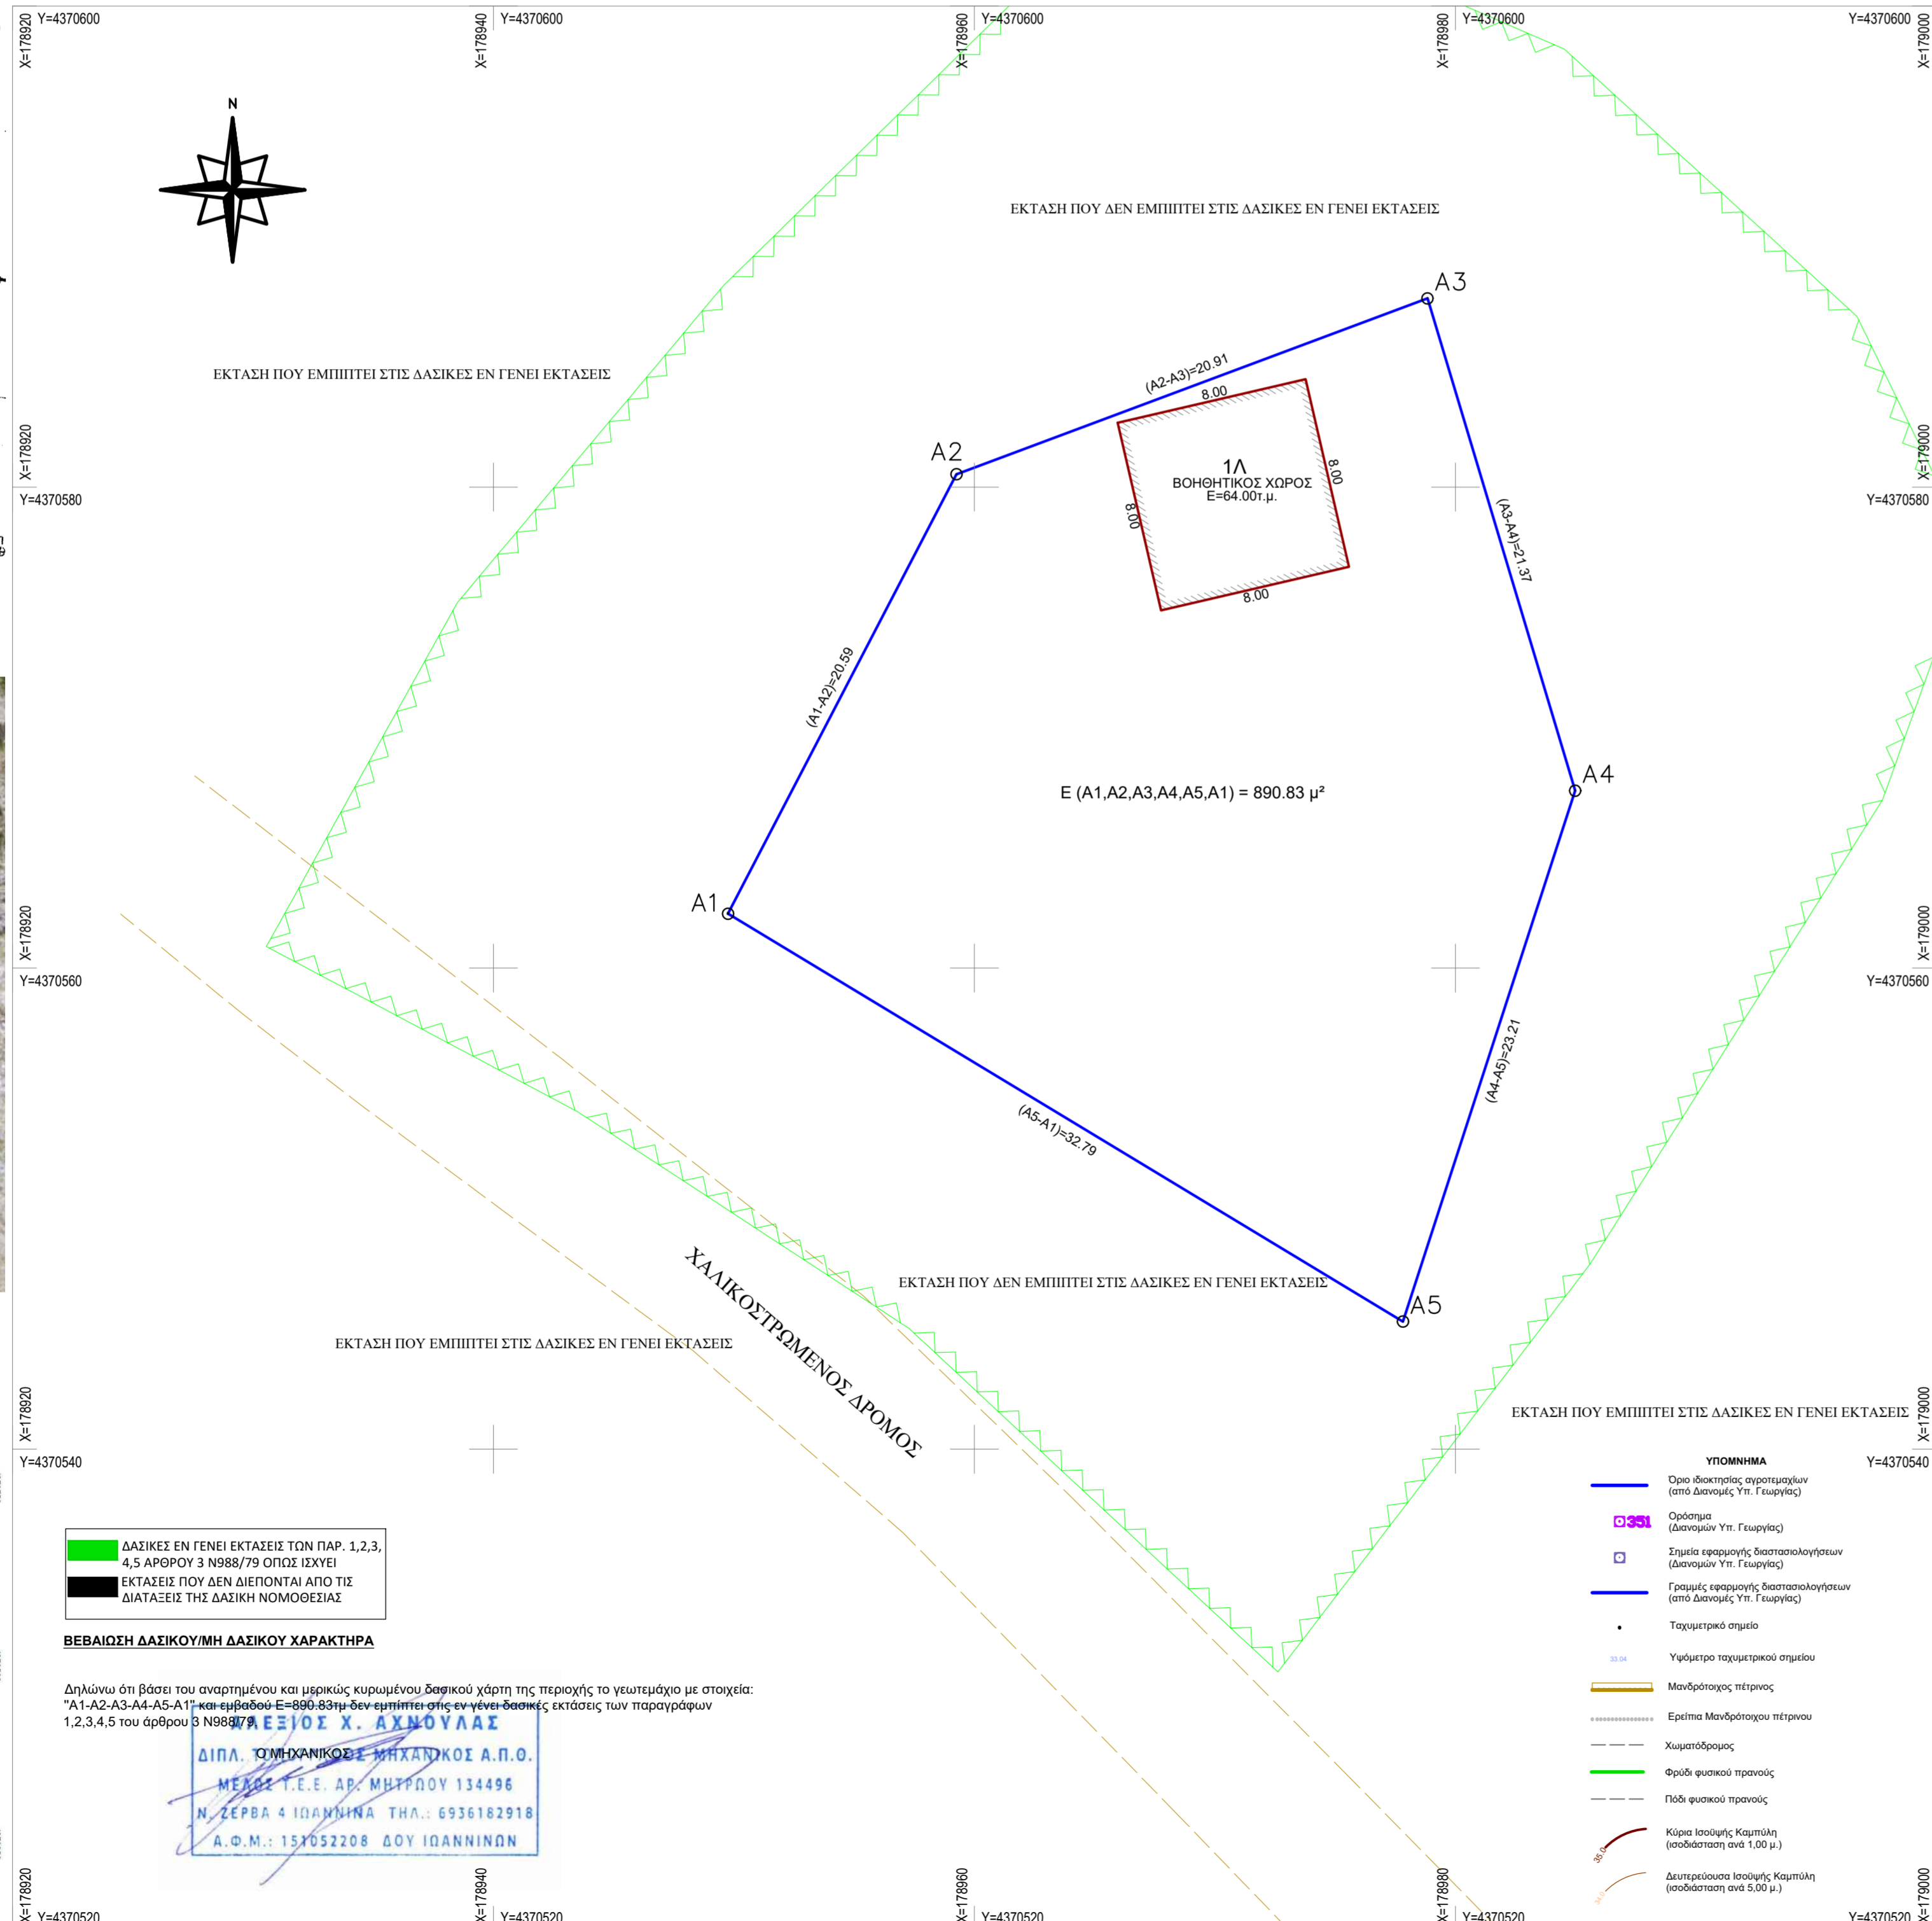 Y=4370600
Y=4370600
Y=4370600
Y=4370600
Y=4370600
X=178920
X=178940
X=178960
X=178980
X=179000
N
ΕΚΤΑΣΗ ΠΟΥ ΔΕΝ ΕΜΠΙΠΤΕΙ ΣΤΙΣ ΔΑΣΙΚΕΣ ΕΝ ΓΕΝΕΙ ΕΚΤΑΣΕΙΣ
A3
ΕΚΤΑΣΗ ΠΟΥ ΕΜΠΙΠΤΕΙ ΣΤΙΣ ΔΑΣΙΚΕΣ ΕΝ ΓΕΝΕΙ ΕΚΤΑΣΕΙΣ
(A2-A3)=20.91
8.00
A2
1Λ
ΒΟΗΘΗΤΙΚΟΣ ΧΩΡΟΣ
Ε=64.00τ.μ.
8.00
8.00
8.00
X=178920
Y=4370580
X=179000
Y=4370580
(A3-A4)=21.37
(A1-A2)=20.59
A4
E (A1,A2,A3,A4,A5,A1) = 890.83 μ²
A1
X=178920
Y=4370560
X=179000
Y=4370560
(A4-A5)=23.21
(A5-A1)=32.79
ΧΑΛΙΚΟΣΤΡΩΜΕΝΟΣ ΔΡΟΜΟΣ
ΕΚΤΑΣΗ ΠΟΥ ΔΕΝ ΕΜΠΙΠΤΕΙ ΣΤΙΣ ΔΑΣΙΚΕΣ ΕΝ ΓΕΝΕΙ ΕΚΤΑΣΕΙΣ
A5
ΕΚΤΑΣΗ ΠΟΥ ΕΜΠΙΠΤΕΙ ΣΤΙΣ ΔΑΣΙΚΕΣ ΕΝ ΓΕΝΕΙ ΕΚΤΑΣΕΙΣ
ΕΚΤΑΣΗ ΠΟΥ ΕΜΠΙΠΤΕΙ ΣΤΙΣ ΔΑΣΙΚΕΣ ΕΝ ΓΕΝΕΙ ΕΚΤΑΣΕΙΣ
X=178920
Y=4370540
X=179000
Y=4370540
ΥΠΟΜΝΗΜΑ
Όριο ιδιοκτησίας αγροτεμαχίων
(από Διανομές Υπ. Γεωργίας)
351
Ορόσημα
(Διανομών Υπ. Γεωργίας)
Σημεία εφαρμογής διαστασιολογήσεων
(Διανομών Υπ. Γεωργίας)
Γραμμές εφαρμογής διαστασιολογήσεων
(από Διανομές Υπ. Γεωργίας)
Ταχυμετρικό σημείο
33.04
Υψόμετρο ταχυμετρικού σημείου
Μανδρότοιχος πέτρινος
Ερείπια Μανδρότοιχου πέτρινου
Χωματόδρομος
Φρύδι φυσικού πρανούς
Πόδι φυσικού πρανούς
35.0
Κύρια Ισοϋψής Καμπύλη
(ισοδιάσταση ανά 1,00 μ.)
Δευτερεύουσα Ισοϋψής Καμπύλη
(ισοδιάσταση ανά 5,00 μ.)
ΔΑΣΙΚΕΣ ΕΝ ΓΕΝΕΙ ΕΚΤΑΣΕΙΣ ΤΩΝ ΠΑΡ. 1,2,3,
4,5 ΑΡΘΡΟΥ 3 Ν988/79 ΟΠΩΣ ΙΣΧΥΕΙ
ΕΚΤΑΣΕΙΣ ΠΟΥ ΔΕΝ ΔΙΕΠΟΝΤΑΙ ΑΠΟ ΤΙΣ
ΔΙΑΤΑΞΕΙΣ ΤΗΣ ΔΑΣΙΚΗ ΝΟΜΟΘΕΣΙΑΣ
ΒΕΒΑΙΩΣΗ ΔΑΣΙΚΟΥ/ΜΗ ΔΑΣΙΚΟΥ ΧΑΡΑΚΤΗΡΑ
Δηλώνω ότι βάσει του αναρτημένου και μερικώς κυρωμένου δασικού χάρτη της περιοχής το γεωτεμάχιο με στοιχεία:
"Α1-Α2-Α3-Α4-Α5-Α1" και εμβαδού Ε=890.83τμ δεν εμπίπτει στις εν γένει δασικές εκτάσεις των παραγράφων
1,2,3,4,5 του άρθρου 3 Ν988/79.
ΑΛΕΞΙΟΣ Χ. ΑΧΝΟΥΛΑΣ
Ο ΜΗΧΑΝΙΚΟΣ
ΔΙΠΛ. ΜΗΧΑΝΙΚΟΣ Α.Π.Θ.
ΜΕΛΟΣ Τ.Ε.Ε. ΑΡ. ΜΗΤΡΩΟΥ 134496
Ν. ΖΕΡΒΑ 4 ΙΩΑΝΝΙΝΑ ΤΗΛ.: 6936182918
Α.Φ.Μ.: 151052208 ΔΟΥ ΙΩΑΝΝΙΝΩΝ
X=178920
X=178940
X=178960
X=178980
X=179000
Y=4370520
Y=4370520
Y=4370520
Y=4370520
Y=4370520